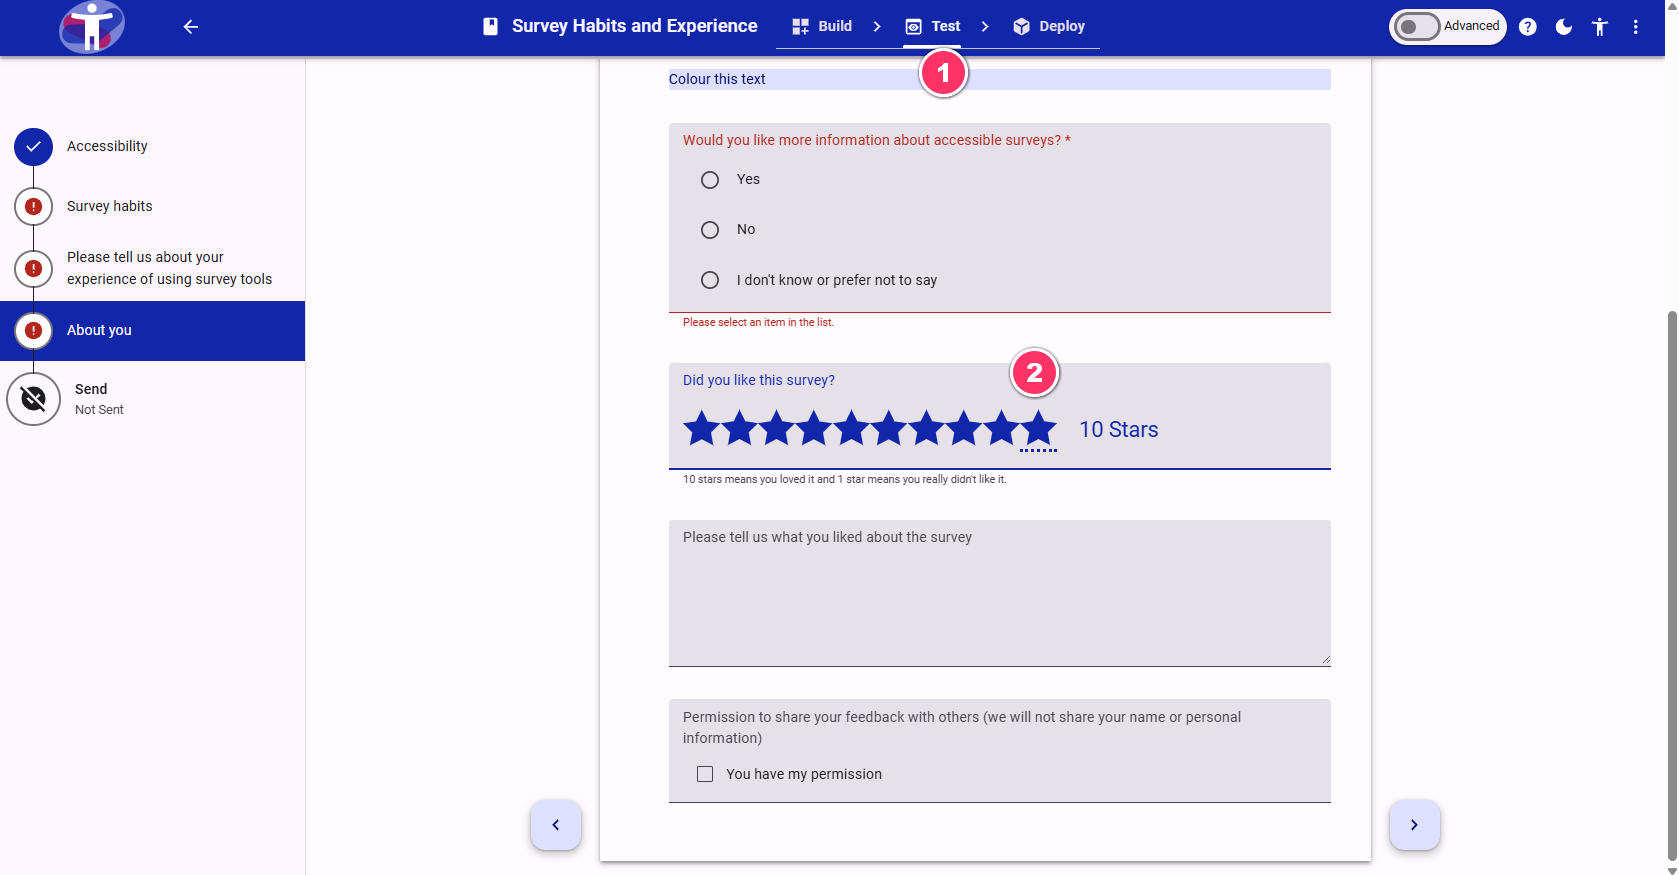 Survey Habits and Experience
Build
Test
Deploy
Advanced
?
1
Colour this text
Accessibility
Survey habits
Please tell us about your
experience of using survey tools
About you
Send
Not Sent
Would you like more information about accessible surveys? *
Yes
No
I don't know or prefer not to say
Please select an item in the list.
2
Did you like this survey?
10 Stars
10 stars means you loved it and 1 star means you really didn't like it.
Please tell us what you liked about the survey
Permission to share your feedback with others (we will not share your name or personal
information)
You have my permission